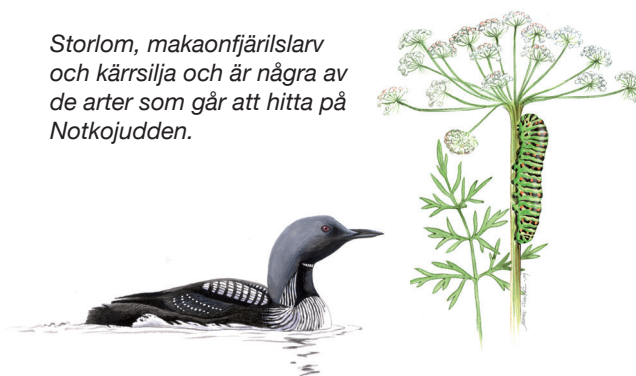 Storlom, makaonfjärilslarv
och kärrsilja och är några av
de arter som går att hitta på
Notkojudden.